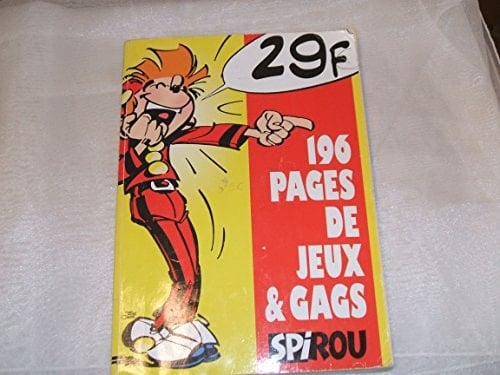 29F
196
PAGES
DE
JEUX
& GAGS
SPiROU